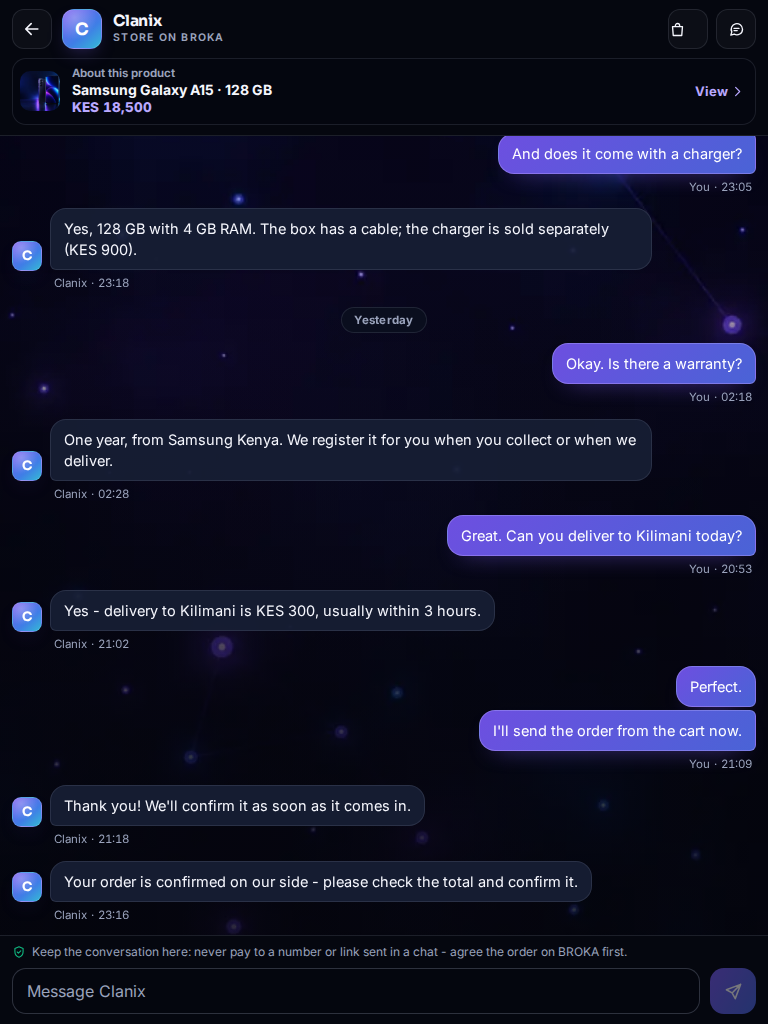 C
Clanix
STORE ON BROKA
About this product
Samsung Galaxy A15 · 128 GB
KES 18,500
View
And does it come with a charger?
You · 23:05
Yes, 128 GB with 4 GB RAM. The box has a cable; the charger is sold separately
(KES 900).
C
Clanix · 23:18
Yesterday
Okay. Is there a warranty?
You · 02:18
One year, from Samsung Kenya. We register it for you when you collect or when we
deliver.
C
Clanix · 02:28
Great. Can you deliver to Kilimani today?
You · 20:53
Yes - delivery to Kilimani is KES 300, usually within 3 hours.
C
Clanix · 21:02
Perfect.
I'll send the order from the cart now.
You · 21:09
Thank you! We'll confirm it as soon as it comes in.
C
Clanix · 21:18
Your order is confirmed on our side - please check the total and confirm it.
C
Clanix · 23:16
Keep the conversation here: never pay to a number or link sent in a chat - agree the order on BROKA first.
Message Clanix